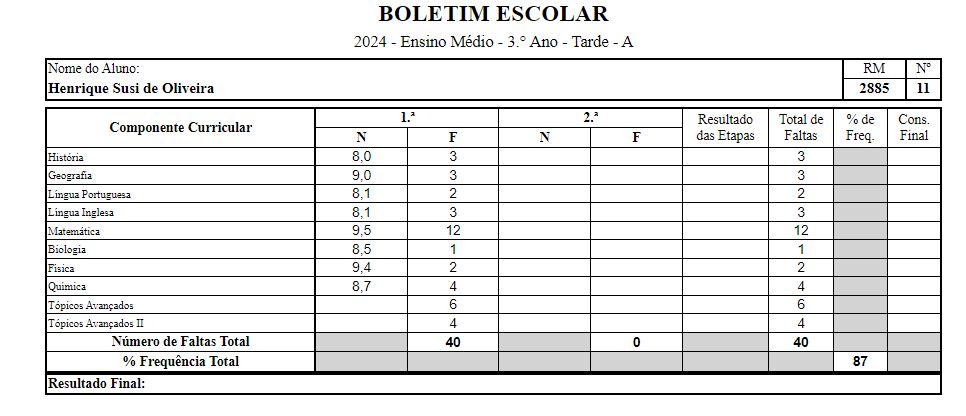 BOLETIM ESCOLAR
2024 - Ensino Médio - 3.° Ano - Tarde - A
Nome do Aluno: RM Nº
Henrique Susi de Oliveira 2885 11
Componente Curricular 1.ª 2.ª Resultado das Etapas Total de Faltas % de Freq. Cons. Final
N F N F
História 8,0 3 3
Geografia 9,0 3 3
Língua Portuguesa 8,1 2 2
Língua Inglesa 8,1 3 3
Matemática 9,5 12 12
Biologia 8,5 1 1
Física 9,4 2 2
Química 8,7 4 4
Tópicos Avançados 6 6
Tópicos Avançados II 4 4
Número de Faltas Total 40 0 40
% Frequência Total 87
Resultado Final: